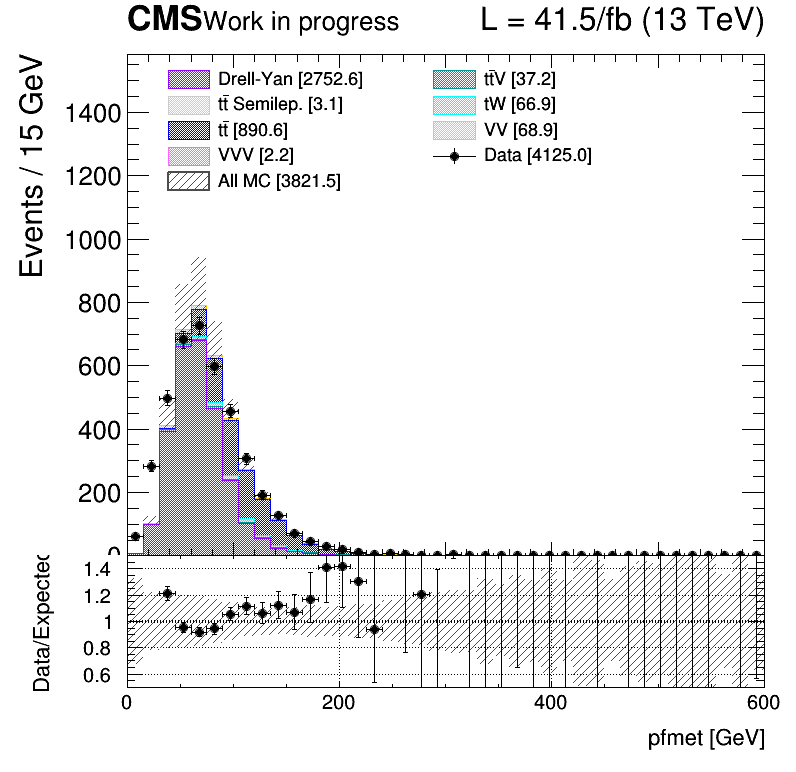 CMS Work in progress L = 41.5/fb (13 TeV)
Events / 15 GeV
Drell-Yan [2752.6]
tt̄ Semilep. [3.1]
tt̄ [890.6]
VVV [2.2]
All MC [3821.5]
tt̄V [37.2]
tW [66.9]
VV [68.9]
Data [4125.0]
1400
1200
1000
800
600
400
200
0
Data/Expected
1.4
1.2
1
0.8
0.6
0 200 400 600
pfmet [GeV]